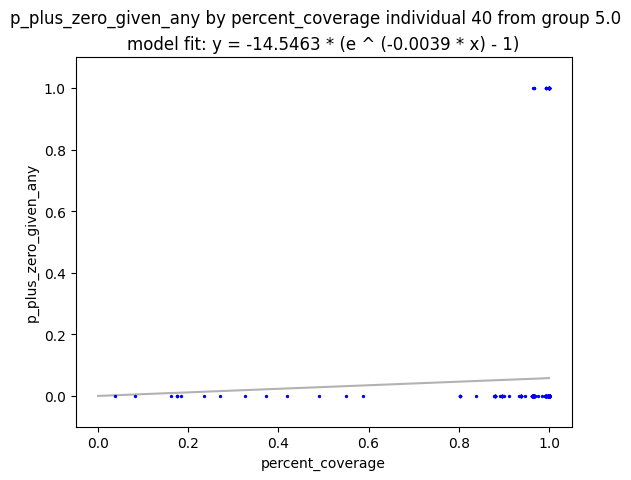 p_plus_zero_given_any by percent_coverage individual 40 from group 5.0
model fit: y = -14.5463 * (e ^ (-0.0039 * x) - 1)
1.0
0.8
0.6
0.4
0.2
0.0
p_plus_zero_given_any
0.0 0.2 0.4 0.6 0.8 1.0
percent_coverage